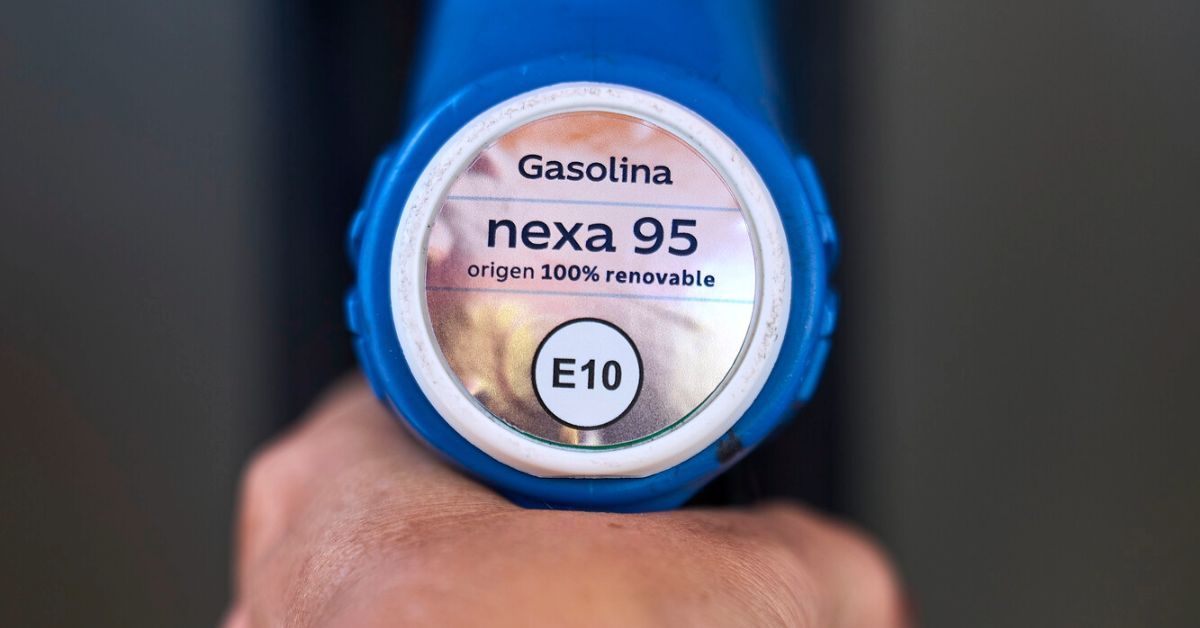 Gasolina
nexa 95
origen 100% renovable
E10